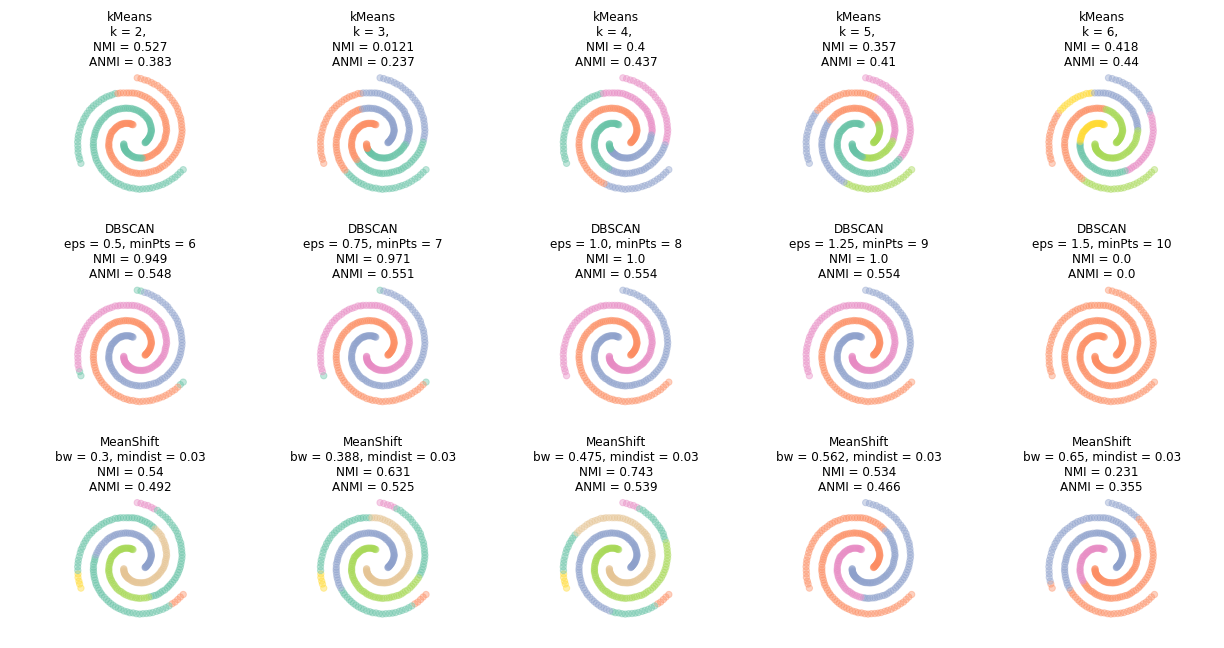 kMeans
k = 2,
NMI = 0.527
ANMI = 0.383
kMeans
k = 3,
NMI = 0.0121
ANMI = 0.237
kMeans
k = 4,
NMI = 0.4
ANMI = 0.437
kMeans
k = 5,
NMI = 0.357
ANMI = 0.41
kMeans
k = 6,
NMI = 0.418
ANMI = 0.44
DBSCAN
eps = 0.5, minPts = 6
NMI = 0.949
ANMI = 0.548
DBSCAN
eps = 0.75, minPts = 7
NMI = 0.971
ANMI = 0.551
DBSCAN
eps = 1.0, minPts = 8
NMI = 1.0
ANMI = 0.554
DBSCAN
eps = 1.25, minPts = 9
NMI = 1.0
ANMI = 0.554
DBSCAN
eps = 1.5, minPts = 10
NMI = 0.0
ANMI = 0.0
MeanShift
bw = 0.3, mindist = 0.03
NMI = 0.54
ANMI = 0.492
MeanShift
bw = 0.388, mindist = 0.03
NMI = 0.631
ANMI = 0.525
MeanShift
bw = 0.475, mindist = 0.03
NMI = 0.743
ANMI = 0.539
MeanShift
bw = 0.562, mindist = 0.03
NMI = 0.534
ANMI = 0.466
MeanShift
bw = 0.65, mindist = 0.03
NMI = 0.231
ANMI = 0.355